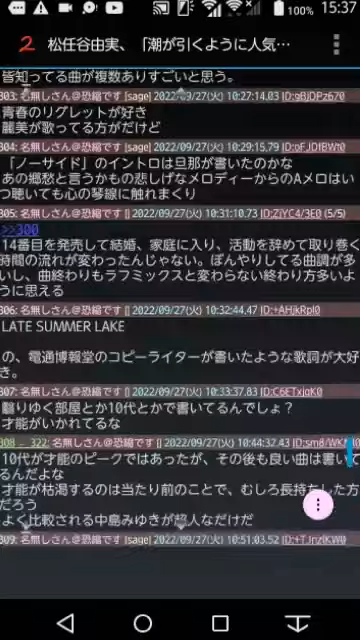 100% 15:37
2 松任谷由実、「潮が引くように人気…
皆知ってる曲が複数ありすごいと思う。
303: 名無しさん@恐縮です [sage] 2022/09/27(火) 10:27:14.03 ID:gBJDPz670
青春のリグレットが好き
麗美が歌ってる方がだけど
304: 名無しさん@恐縮です [sage] 2022/09/27(火) 10:29:15.79 ID:oFJDfBWt0
「ノーサイド」のイントロは旦那が書いたのかな
あの郷愁と言うかもの悲しげなメロディーからのAメロはい
つ聴いても心の琴線に触れまくり
305: 名無しさん@恐縮です [] 2022/09/27(火) 10:31:10.73 ID:ZjYC4/3E0 (5/5)
>>300
14番目を発売して結婚、家庭に入り、活動を辞めて取り巻く
時間の流れが変わったんじゃない。ぼんやりしてる曲調が多
いし、曲終わりもラフミックスと変わらない終わり方多いよ
うに思える
306: 名無しさん@恐縮です [] 2022/09/27(火) 10:32:44.47 ID:+AHjkRpl0
LATE SUMMER LAKE
の、電通博報堂のコピーライターが書いたような歌詞が大好
き。
307: 名無しさん@恐縮です [] 2022/09/27(火) 10:33:37.83 ID:C6ETxjqK0
翳りゆく部屋とか10代とかで書いてるんでしょ？
才能がいかれてるな
308 … 322: 名無しさん@恐縮です [] 2022/09/27(火) 10:44:32.43
10代が才能のピークではあったが、その後も良い曲は書いて
るんだよな
才能が枯渇するのは当たり前のことで、むしろ長持ちした方
だろう
よく比較される中島みゆきが超人なだけだ
309: 名無しさん@恐縮です [sage] 2022/09/27(火) 10:51:03.52